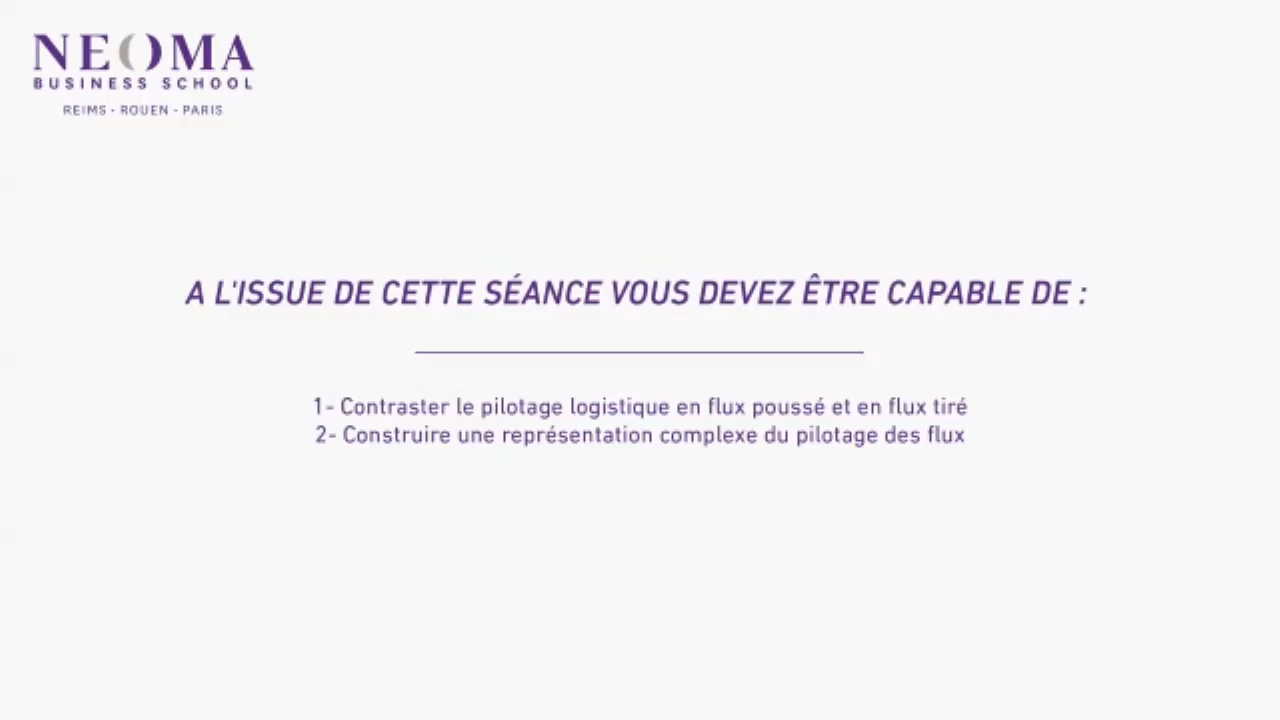 NEOMA
BUSINESS SCHOOL
REIMS - ROUEN - PARIS
A L'ISSUE DE CETTE SÉANCE VOUS DEVEZ ÊTRE CAPABLE DE :
1- Contraster le pilotage logistique en flux poussé et en flux tiré
2- Construire une représentation complexe du pilotage des flux